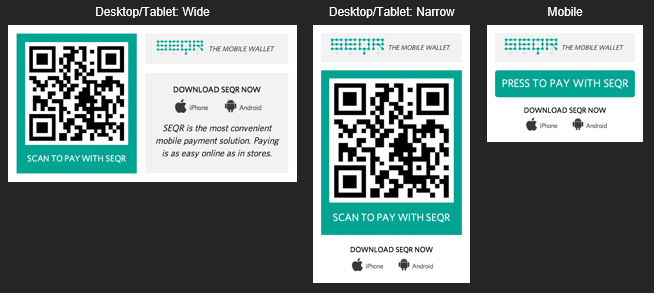 Desktop/Tablet: Wide
SEQR THE MOBILE WALLET
SCAN TO PAY WITH SEQR
DOWNLOAD SEQR NOW
iPhone Android
SEQR is the most convenient
mobile payment solution. Paying
is as easy online as in stores.
Desktop/Tablet: Narrow
SEQR THE MOBILE WALLET
SCAN TO PAY WITH SEQR
DOWNLOAD SEQR NOW
iPhone Android
Mobile
SEQR THE MOBILE WALLET
PRESS TO PAY WITH SEQR
DOWNLOAD SEQR NOW
iPhone Android